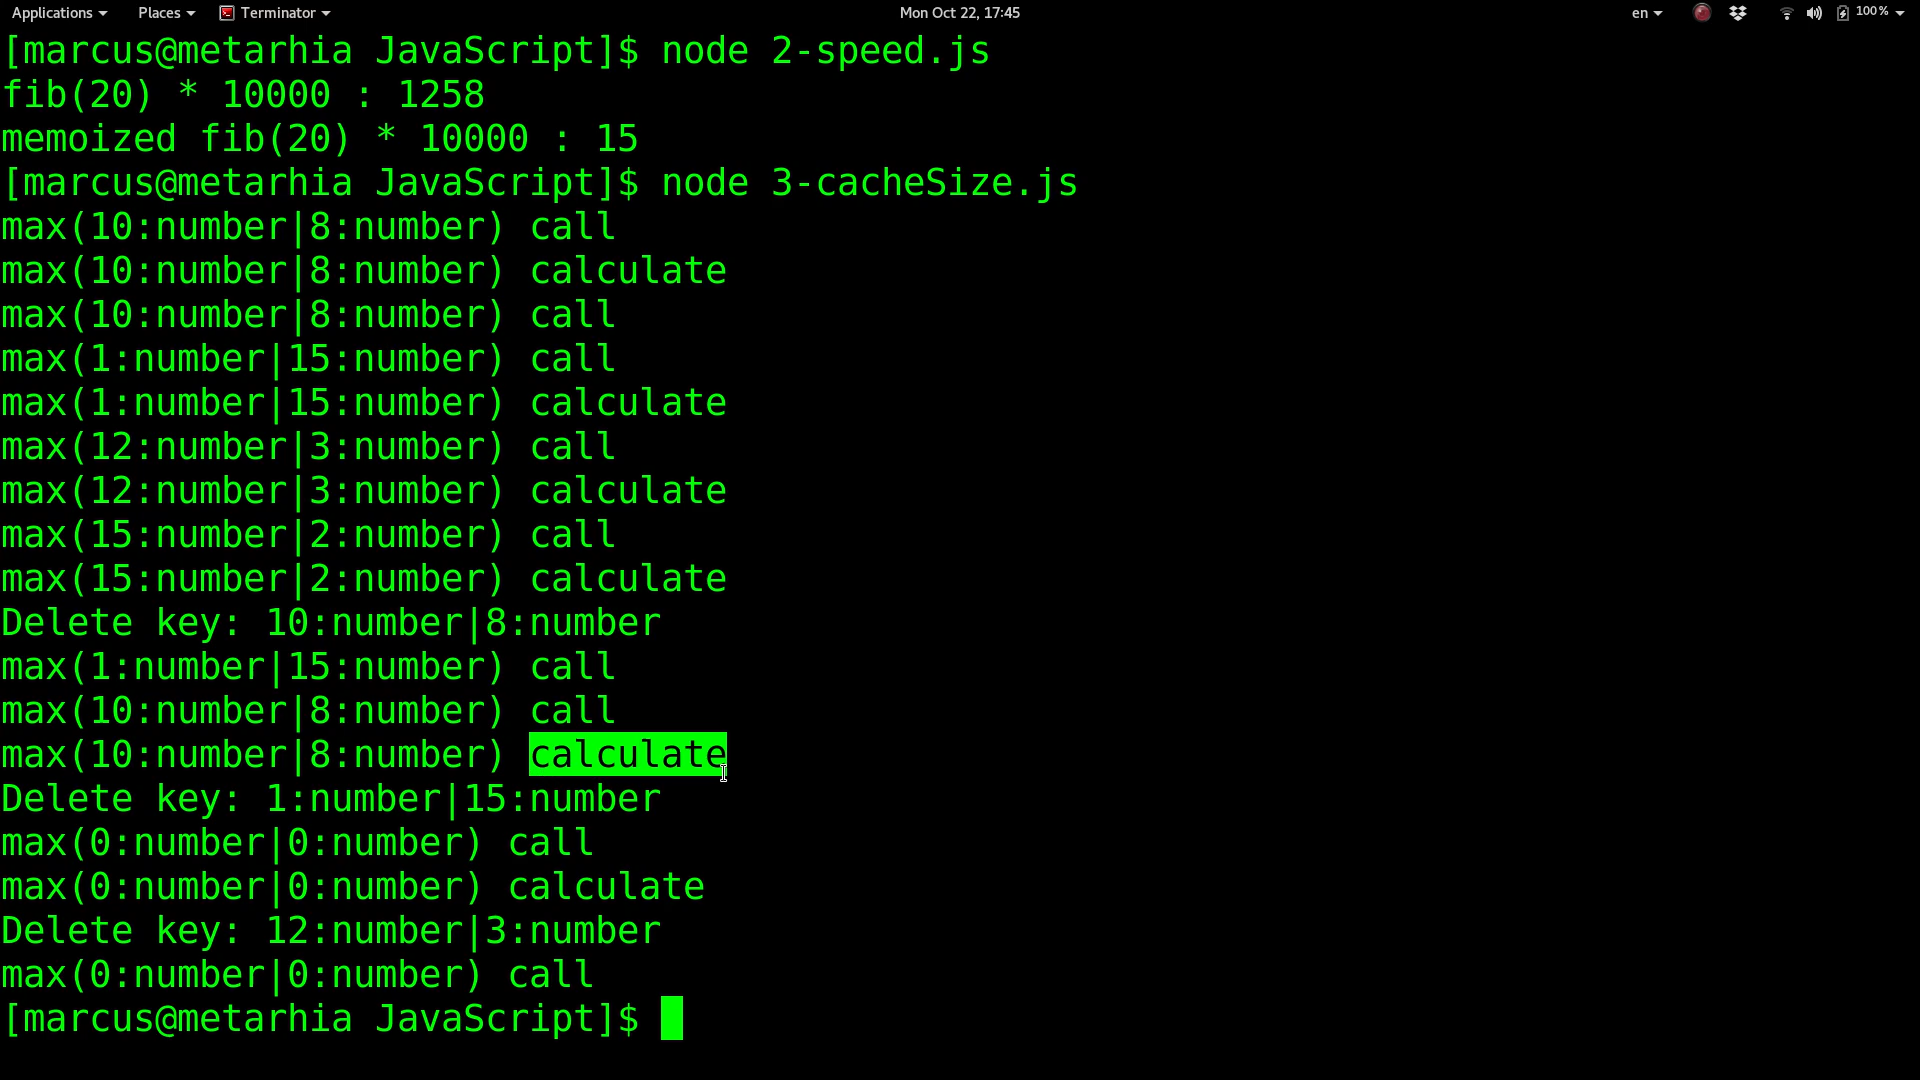 Applications Places Terminator Mon Oct 22, 17:45 en 100%
[marcus@metarhia JavaScript]$ node 2-speed.js
fib(20) * 10000 : 1258
memoized fib(20) * 10000 : 15
[marcus@metarhia JavaScript]$ node 3-cacheSize.js
max(10:number|8:number) call
max(10:number|8:number) calculate
max(10:number|8:number) call
max(1:number|15:number) call
max(1:number|15:number) calculate
max(12:number|3:number) call
max(12:number|3:number) calculate
max(15:number|2:number) call
max(15:number|2:number) calculate
Delete key: 10:number|8:number
max(1:number|15:number) call
max(10:number|8:number) call
max(10:number|8:number) calculate
Delete key: 1:number|15:number
max(0:number|0:number) call
max(0:number|0:number) calculate
Delete key: 12:number|3:number
max(0:number|0:number) call
[marcus@metarhia JavaScript]$